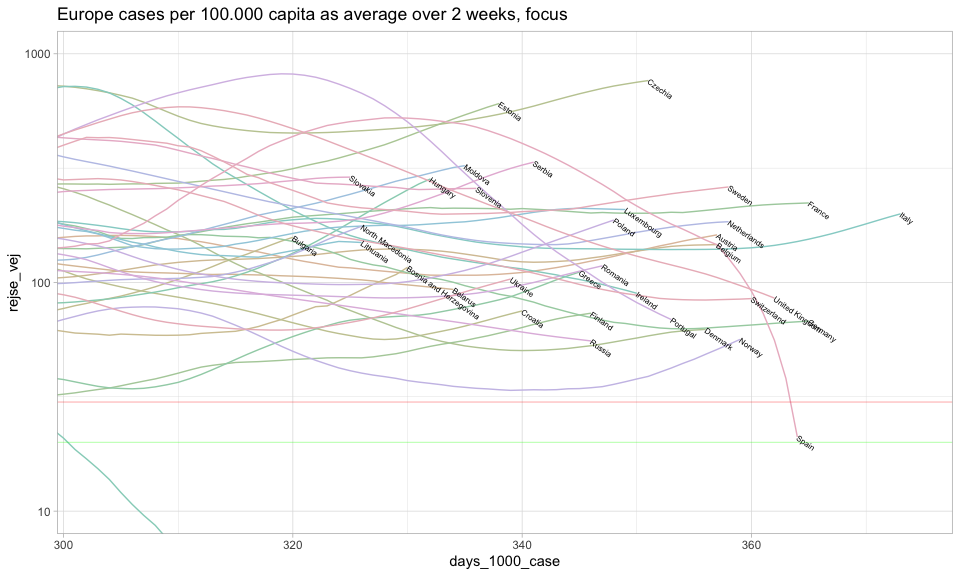 Europe cases per 100.000 capita as average over 2 weeks, focus
1000
Czechia
Estonia
Serbia
Moldova
Slovakia
Hungary
Slovenia
Sweden
France
Luxembourg
Italy
Poland
Netherlands
North Macedonia
Bulgaria
Austria
Lithuania
Belgium
rejse_vej
100
Romania
Bosnia and Herzegovina
Greece
Ukraine
Belarus
Ireland
Switzerland
United Kingdom
Croatia
Finland
Portugal
Germany
Denmark
Russia
Norway
Spain
10
300
320
340
360
days_1000_case